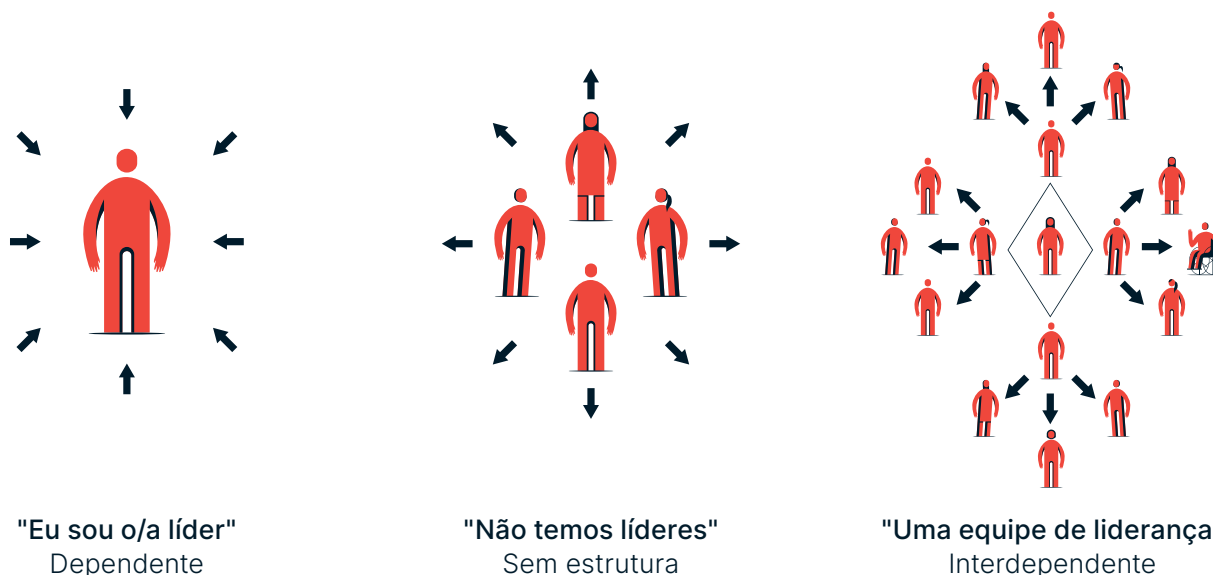 "Eu sou o/a líder"
Dependente
"Não temos líderes"
Sem estrutura
"Uma equipe de liderança
Interdependente